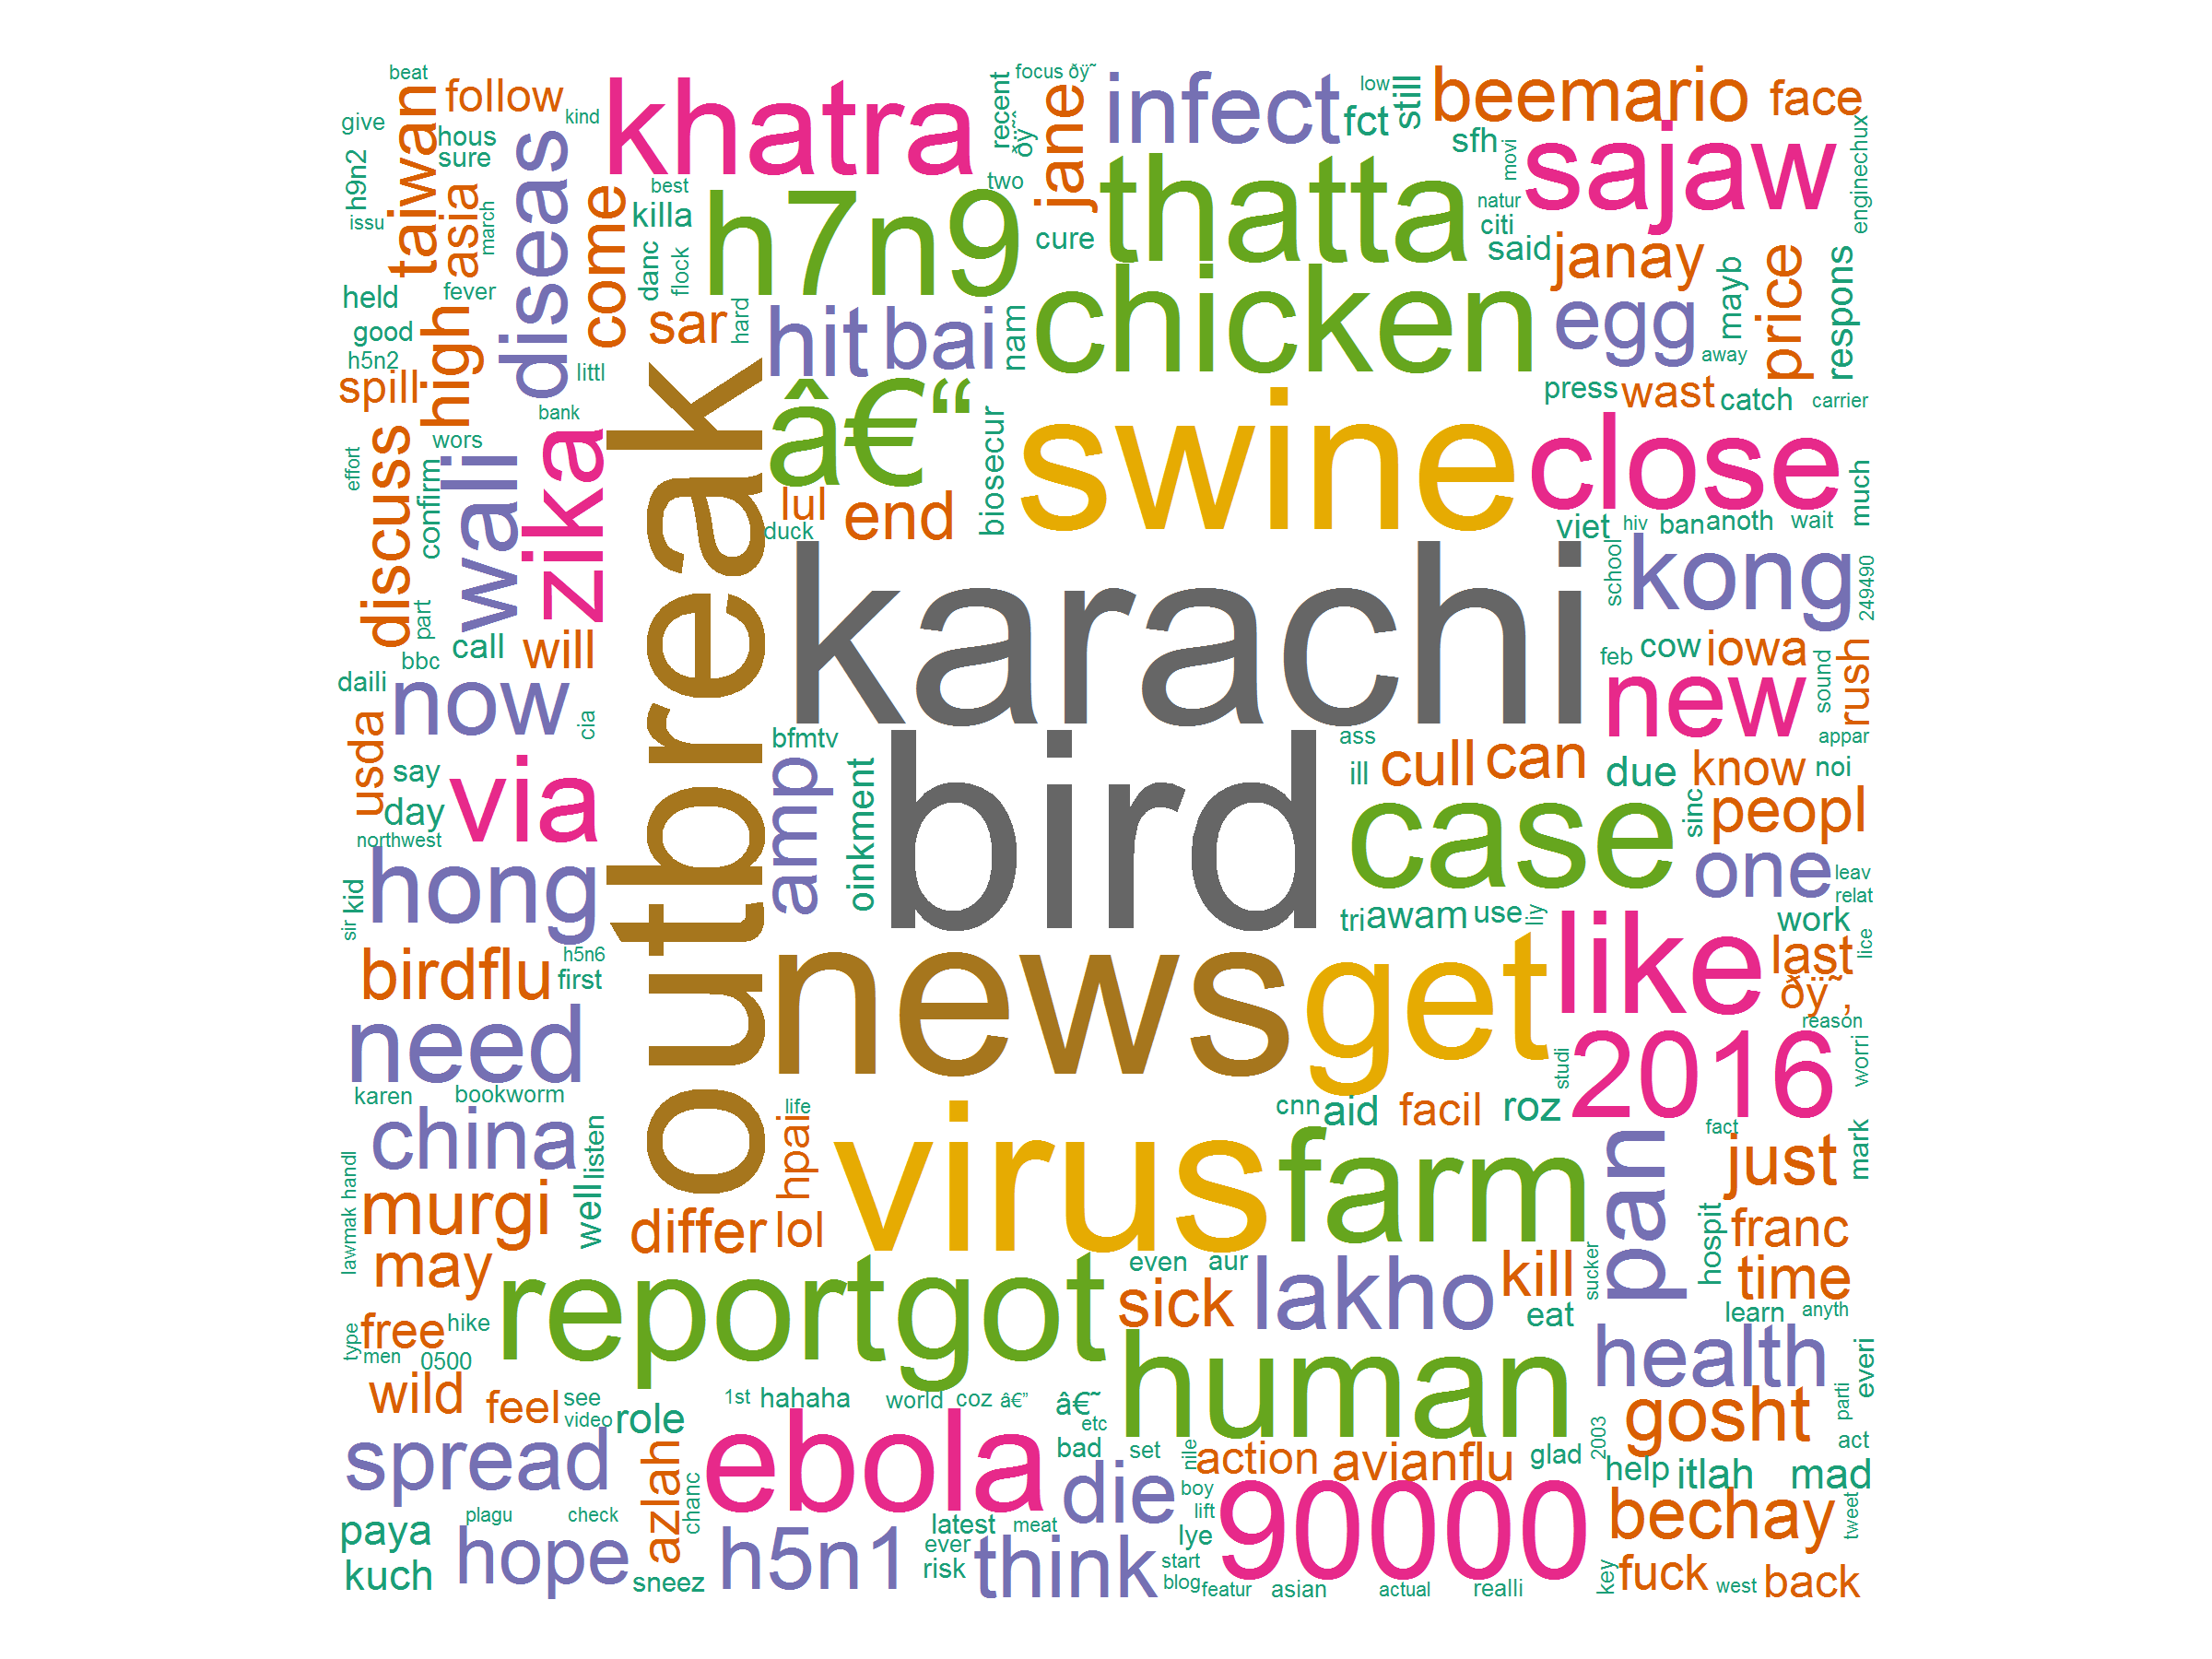 beat
focus ðÿ˜
low
give
follow
kind
khatra
recent
ðÿ˜
infect
fct
still
beemario
face
hous
sure
h9n2
taiwan
diseas
best
two
jane
thatta
sfh
movi
sajaw
enginechux
issu
asia
march
come
killa
h7n9
cure
natur
citi
said
janay
mayb
price
respons
held
fever
danc
flock
good
high
sar
hard
hit
bai
nam
chicken
egg
away
h5n2
spill
littl
outbreak
â€“
swine
press
wast
catch
carrier
bank
discuss
wors
wali
zika
effort
confirm
lul
end
biosecur
close
much
duck
viet
hiv
ban
anoth
wait
karachi
school
kong
249490
part
call
will
bbc
feb
cow
iowa
rush
daili
now
cia
new
sound
usda
bfmtv
bird
ass
appar
say
via
amp
ill
cull
can
due
know
noi
day
oinkment
case
sinc
peopl
northwest
hong
one
leav
relat
kid
sir
tri
awam
use
liy
work
birdflu
h5n6
first
news
get
like
last
lice
ðÿ˜‚
need
reason
2016
karen
bookworm
studi
worri
life
virus
cnn
aid
facil
roz
china
listen
hpai
farm
pan
fact
just
mark
lawmak
handl
murgi
well
differ
lol
hospit
franc
may
even
aur
sick
lakho
kill
sucker
time
report
got
eat
learn
anyth
type
free
hike
men
0500
human
health
everi
wild
feel
see
video
role
1st
hahaha
world
coz
â€”
â€˜
etc
gosht
parti
spread
azlah
chanc
ebola
bad
set
nile
action
avianflu
glad
2003
act
help
itlah
mad
die
boy
lift
90000
bechay
tweet
paya
plagu
check
latest
meat
lye
kuch
hope
sneez
h5n1
ever
risk
think
start
blog
featur
asian
actual
realli
key
fuck
west
back